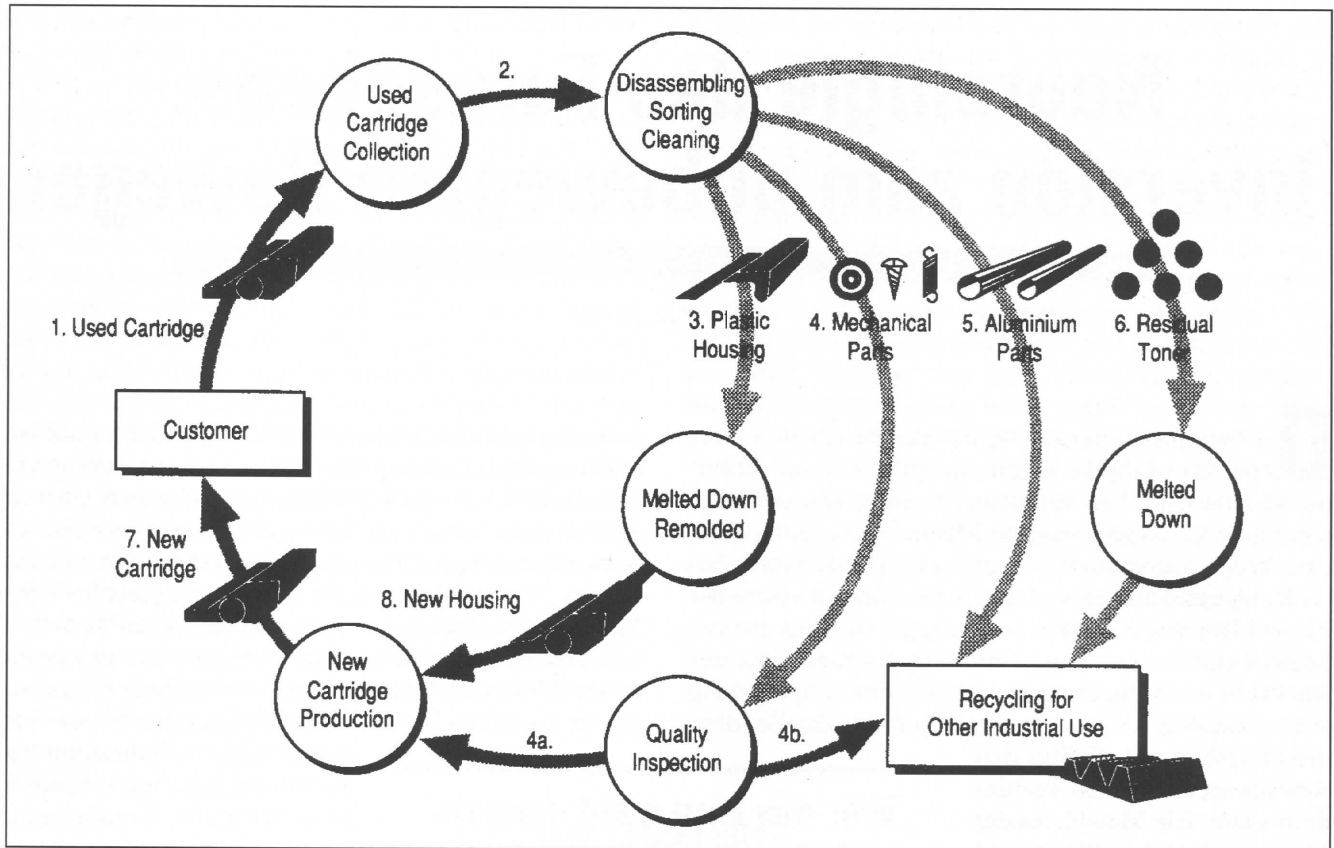 Used
Cartridge
Collection
2.
Disassembling
Sorting
Cleaning
1. Used Cartridge
3. Plastic
Housing
4. Mechanical
Parts
5. Aluminium
Parts
6. Residual
Toner
Customer
Melted Down
Remolded
Melted
Down
7. New
Cartridge
8. New Housing
New
Cartridge
Production
4a.
Quality
Inspection
4b.
Recycling for
Other Industrial Use